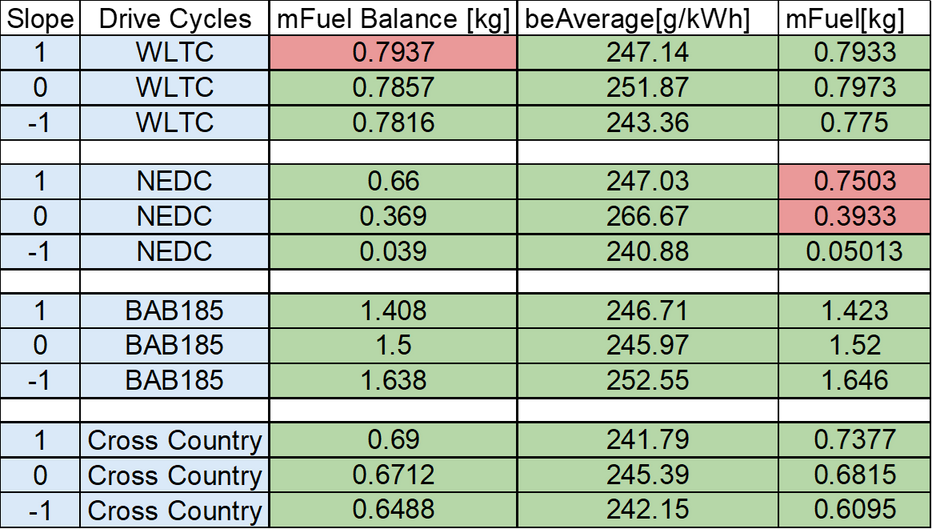 Slope Drive Cycles mFuel Balance [kg] beAverage[g/kWh] mFuel[kg]
1 WLTC 0.7937 247.14 0.7933
0 WLTC 0.7857 251.87 0.7973
-1 WLTC 0.7816 243.36 0.775
1 NEDC 0.66 247.03 0.7503
0 NEDC 0.369 266.67 0.3933
-1 NEDC 0.039 240.88 0.05013
1 BAB185 1.408 246.71 1.423
0 BAB185 1.5 245.97 1.52
-1 BAB185 1.638 252.55 1.646
1 Cross Country 0.69 241.79 0.7377
0 Cross Country 0.6712 245.39 0.6815
-1 Cross Country 0.6488 242.15 0.6095